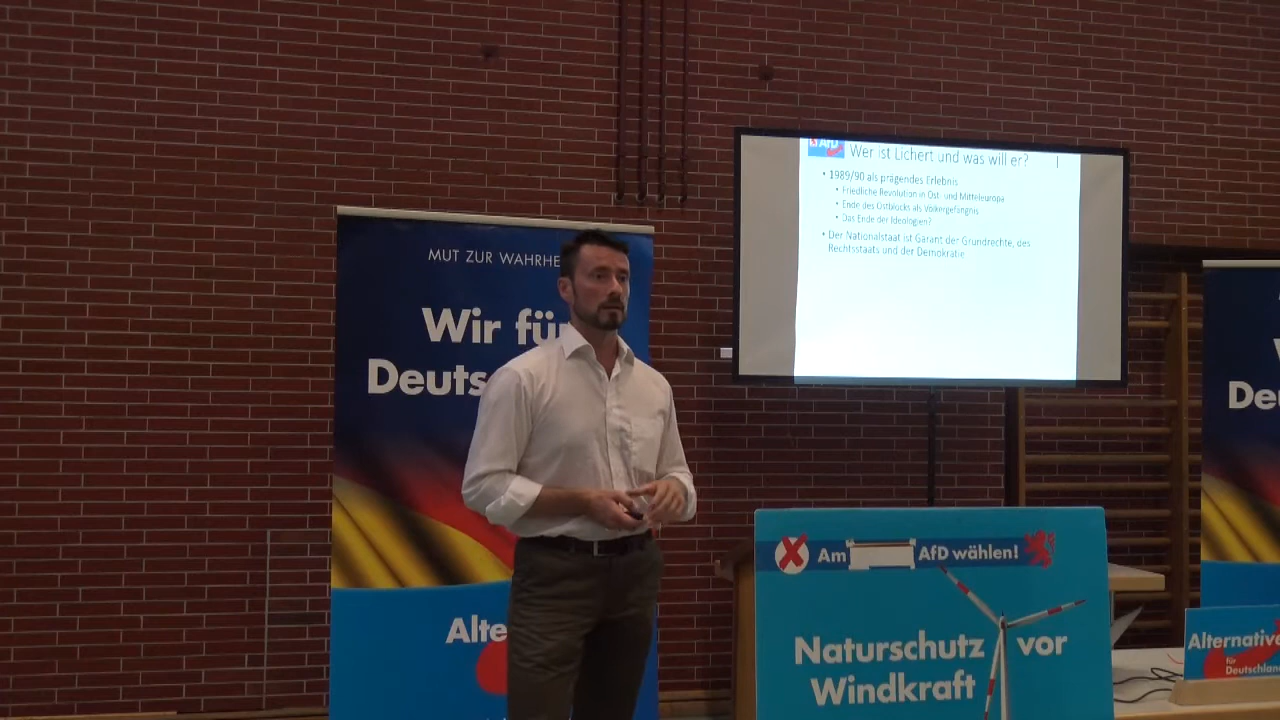 MUT ZUR WAHRHE
Wir für
Deuts
Alte
AfD
Wer ist Lichert und was will er?
• 1989/90 als prägendes Erlebnis
• Friedliche Revolution in Ost- und Mitteleuropa
• Ende des Ostblocks als Völkergefängnis
• Das Ende der Ideologien?
• Der Nationalstaat ist Garant der Grundrechte, des
Rechtsstaats und der Demokratie
Am AfD wählen!
Naturschutz vor
Windkraft
Deu
Alternative
für
Deutschland